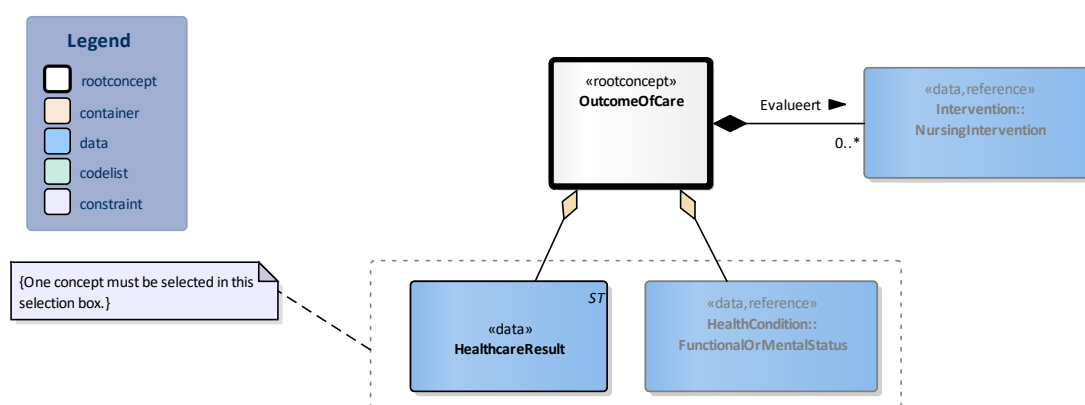 Legend
rootconcept
container
data
codelist
constraint
«rootconcept»
OutcomeOfCare
Evalueert
0..*
«data,reference»
Intervention::
NursingIntervention
{One concept must be selected in this
selection box.}
ST
«data»
HealthcareResult
«data,reference»
HealthCondition::
FunctionalOrMentalStatus